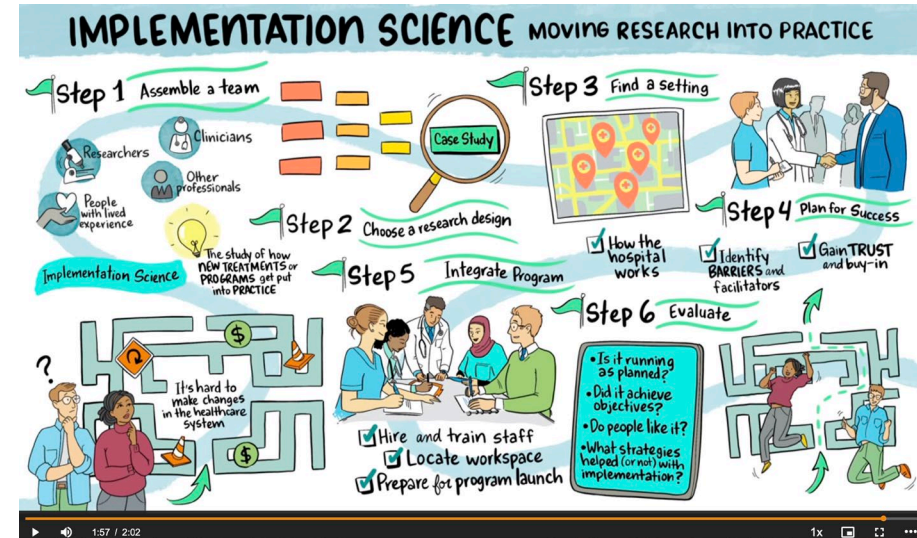 IMPLEMENTATION SCIENCE MOVING RESEARCH INTO PRACTICE
Step 1 Assemble a team
Researchers
Clinicians
People
with lived
experience
Other
professionals
Case Study
Step 2 Choose a research design
Step 3 Find a setting
Step 4 Plan for Success
How the
hospital
works
Identify
BARRIERS and
facilitators
Gain TRUST
and buy-in
Implementation Science
The study of how
NEW TREATMENTS or
PROGRAMS get put
into PRACTICE
?
$
It's hard to
make changes
in the healthcare
system
$
Step 5 Integrate Program
Hire and train staff
Locate workspace
Prepare for program launch
Step 6 Evaluate
• Is it running
as planned?
• Did it achieve
objectives?
• Do people like it?
• What strategies
helped (or not) with
implementation?
1:57 / 2:02
1x